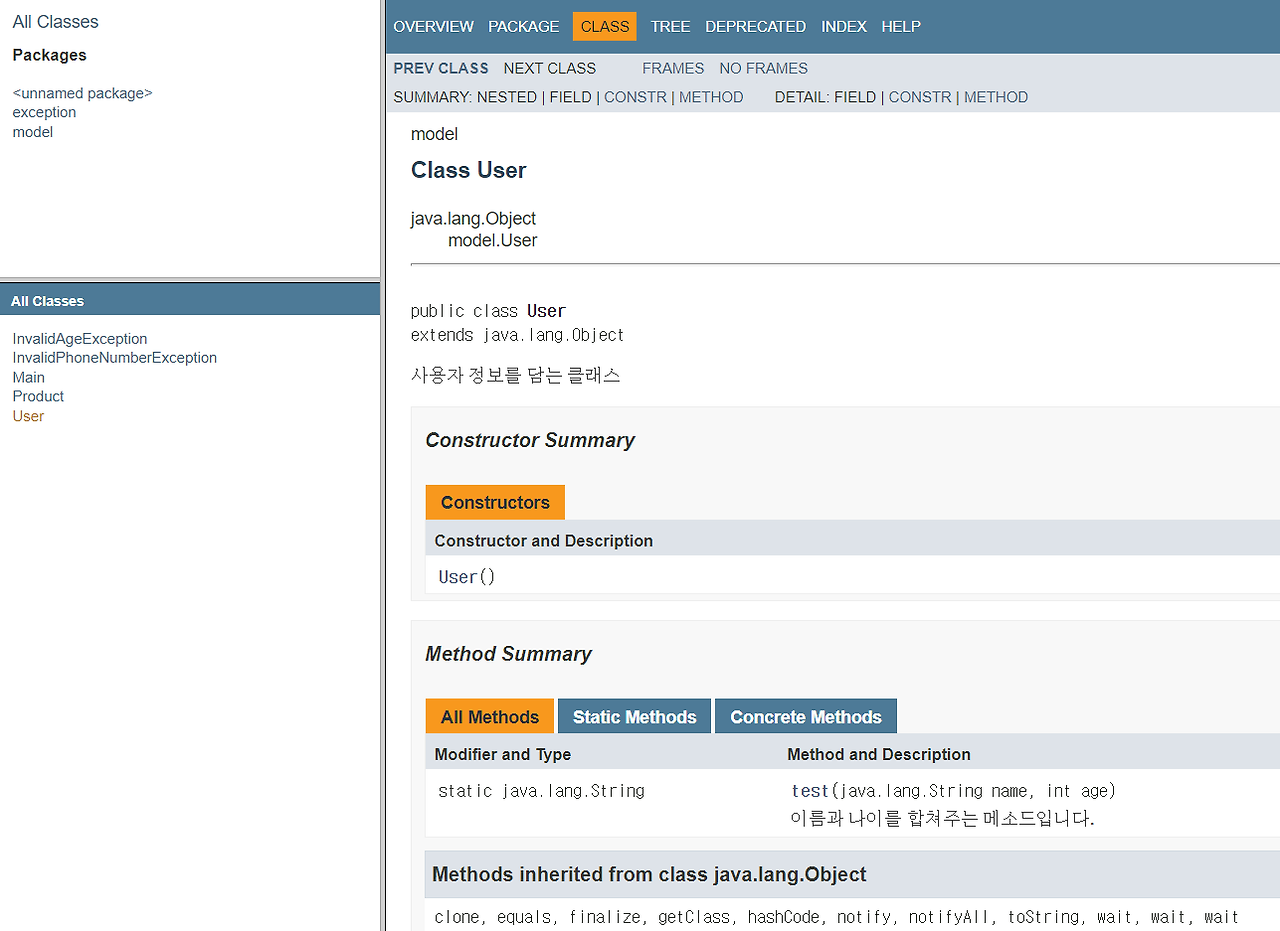 All Classes
Packages
<unnamed package>
exception
model
All Classes
InvalidAgeException
InvalidPhoneNumberException
Main
Product
User
OVERVIEW PACKAGE CLASS TREE DEPRECATED INDEX HELP
PREV CLASS NEXT CLASS FRAMES NO FRAMES
SUMMARY: NESTED | FIELD | CONSTR | METHOD DETAIL: FIELD | CONSTR | METHOD
model
Class User
java.lang.Object
model.User
public class User
extends java.lang.Object
사용자 정보를 담는 클래스
Constructor Summary
Constructors
Constructor and Description
User()
Method Summary
All Methods Static Methods Concrete Methods
Modifier and Type Method and Description
static java.lang.String test(java.lang.String name, int age)
이름과 나이를 합쳐주는 메소드입니다.
Methods inherited from class java.lang.Object
clone, equals, finalize, getClass, hashCode, notify, notifyAll, toString, wait, wait, wait